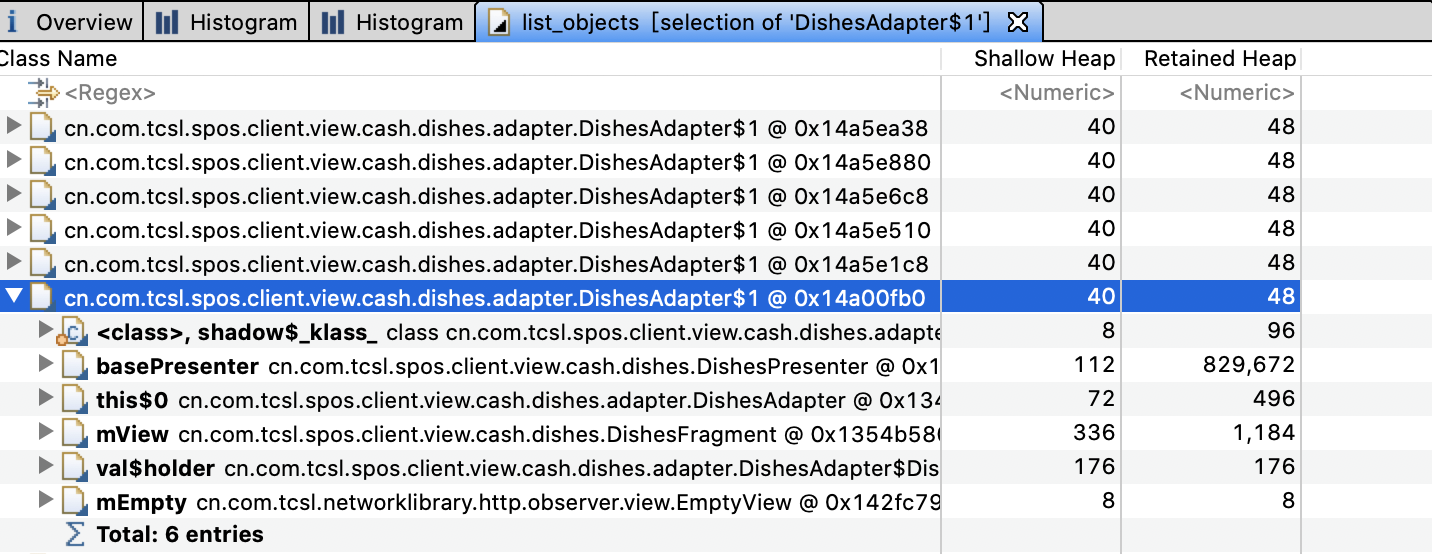 i Overview Histogram Histogram list_objects [selection of 'DishesAdapter$1']
Class Name Shallow Heap Retained Heap
<Regex> <Numeric> <Numeric>
cn.com.tcsl.spos.client.view.cash.dishes.adapter.DishesAdapter$1 @ 0x14a5ea38 40 48
cn.com.tcsl.spos.client.view.cash.dishes.adapter.DishesAdapter$1 @ 0x14a5e880 40 48
cn.com.tcsl.spos.client.view.cash.dishes.adapter.DishesAdapter$1 @ 0x14a5e6c8 40 48
cn.com.tcsl.spos.client.view.cash.dishes.adapter.DishesAdapter$1 @ 0x14a5e510 40 48
cn.com.tcsl.spos.client.view.cash.dishes.adapter.DishesAdapter$1 @ 0x14a5e1c8 40 48
cn.com.tcsl.spos.client.view.cash.dishes.adapter.DishesAdapter$1 @ 0x14a00fb0 40 48
<class>, shadow$_klass_ class cn.com.tcsl.spos.client.view.cash.dishes.adapte 8 96
basePresenter cn.com.tcsl.spos.client.view.cash.dishes.DishesPresenter @ 0x1 112 829,672
this$0 cn.com.tcsl.spos.client.view.cash.dishes.adapter.DishesAdapter @ 0x134 72 496
mView cn.com.tcsl.spos.client.view.cash.dishes.DishesFragment @ 0x1354b58 336 1,184
val$holder cn.com.tcsl.spos.client.view.cash.dishes.adapter.DishesAdapter$Dis 176 176
mEmpty cn.com.tcsl.networklibrary.http.observer.view.EmptyView @ 0x142fc79 8 8
Total: 6 entries